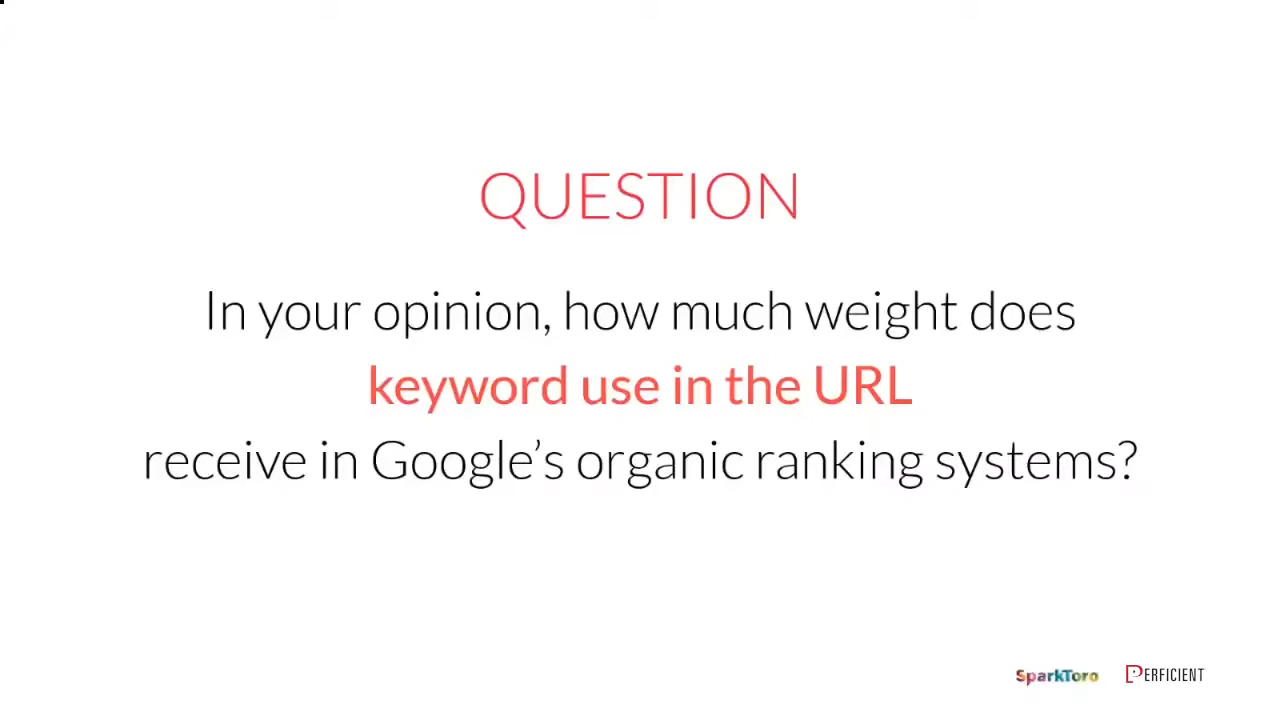 QUESTION
In your opinion, how much weight does
keyword use in the URL
receive in Google’s organic ranking systems?
SparkToro PERFICIENT